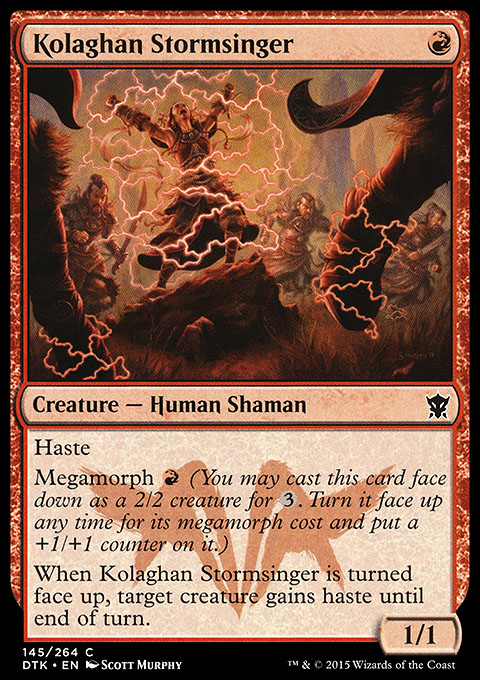 Kolaghan Stormsinger
Creature — Human Shaman
Haste
Megamorph (You may cast this card face
down as a 2/2 creature for 3. Turn it face up
any time for its megamorph cost and put a
+1/+1 counter on it.)
When Kolaghan Stormsinger is turned
face up, target creature gains haste until
end of turn.
1/1
145/264 C
DTK • EN Scott Murphy
™ & © 2015 Wizards of the Coast